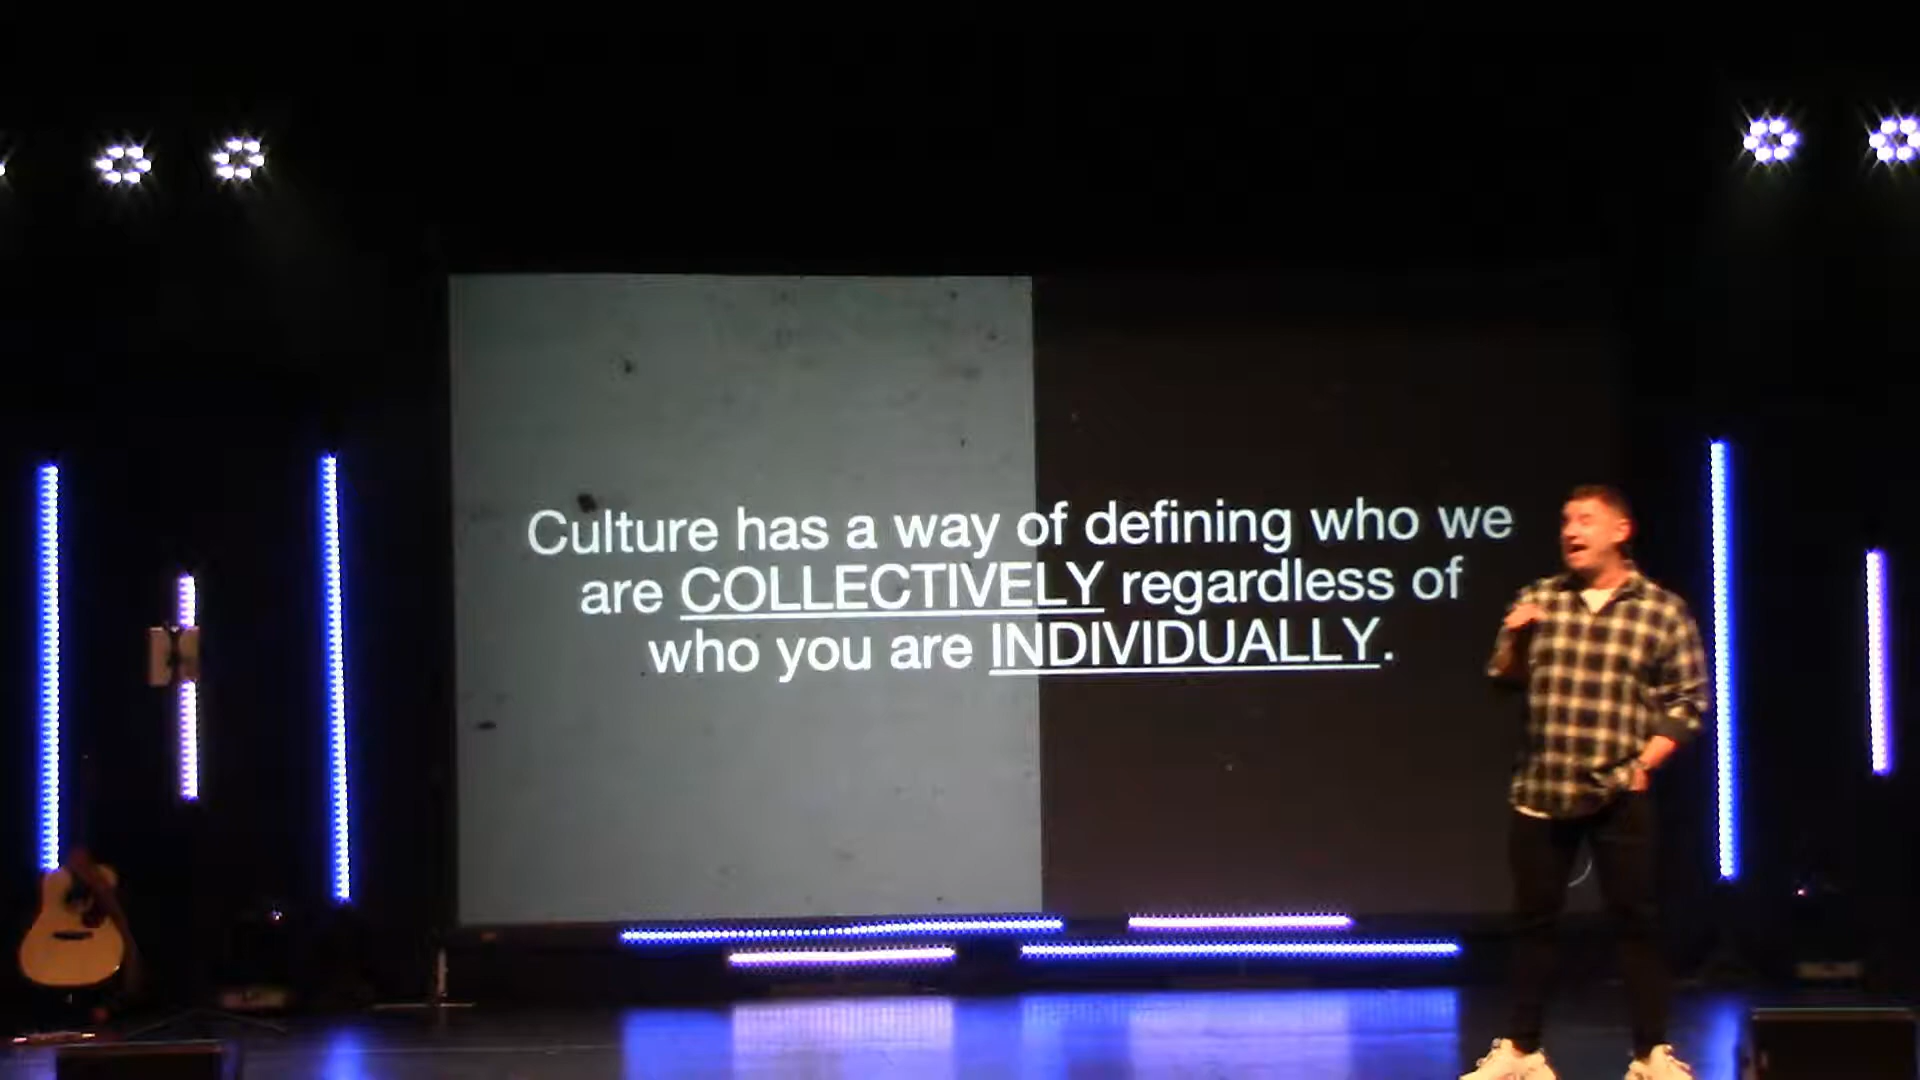 Culture has a way of defining who we
are COLLECTIVELY regardless of
who you are INDIVIDUALLY.